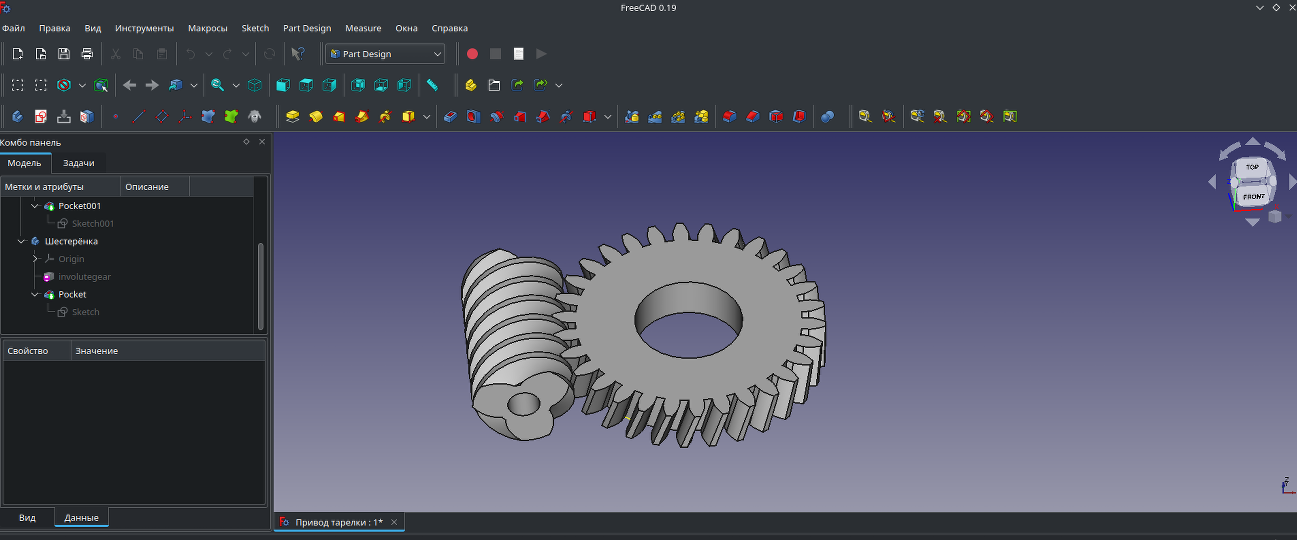 FreeCAD 0.19
Файл Правка Вид Инструменты Макросы Sketch Part Design Measure Окна Справка
Part Design
Комбо панель
Модель Задачи
Метки и атрибуты Описание
Pocket001
Sketch001
Шестерёнка
Origin
involutegear
Pocket
Sketch
Свойство Значение
Вид Данные
TOP
FRONT
Привод тарелки : 1*